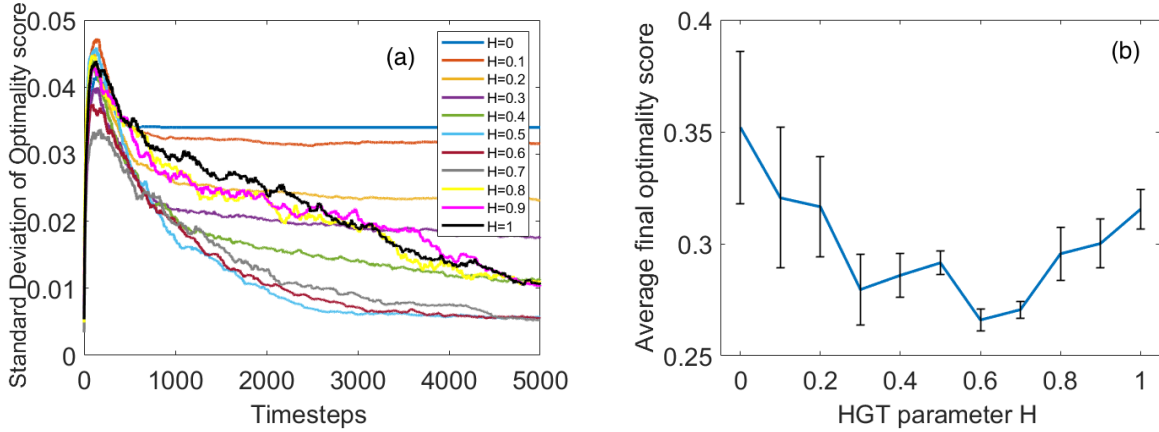 Standard Deviation of Optimality score
0.05
0.04
0.03
0.02
0.01
0
0
1000
2000
3000
4000
5000
Timesteps
(a)
H=0
H=0.1
H=0.2
H=0.3
H=0.4
H=0.5
H=0.6
H=0.7
H=0.8
H=0.9
H=1
Average final optimality score
0.4
0.35
0.3
0.25
0
0.2
0.4
0.6
0.8
1
HGT parameter H
(b)